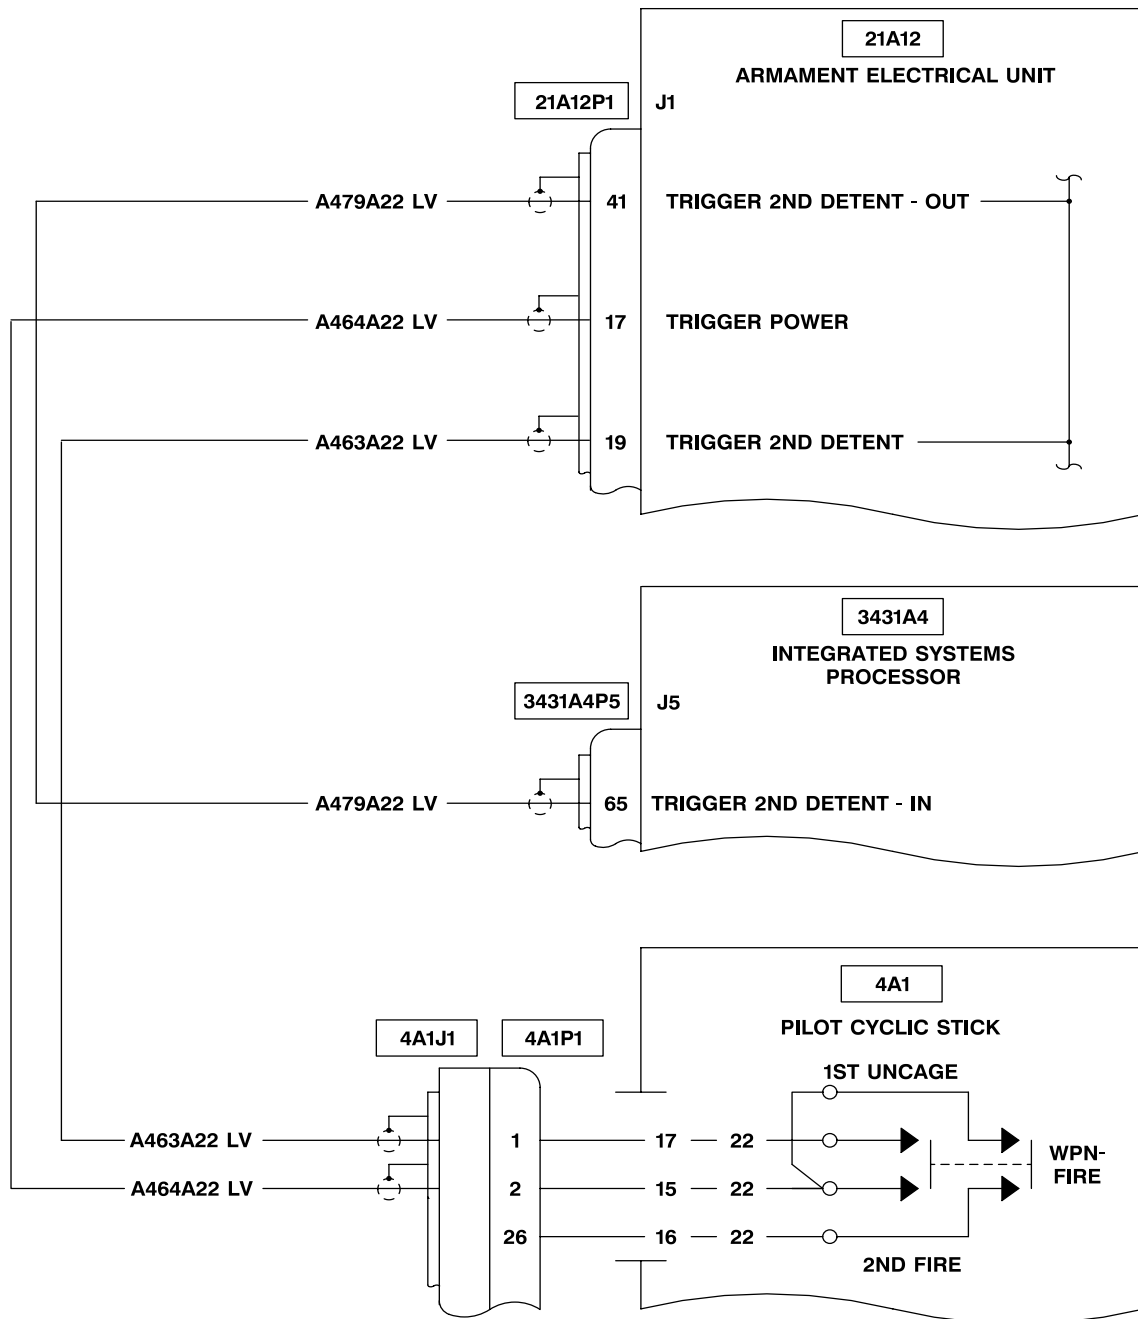 21A12
ARMAMENT ELECTRICAL UNIT
21A12P1 J1
A479A22 LV 41 TRIGGER 2ND DETENT - OUT
A464A22 LV 17 TRIGGER POWER
A463A22 LV 19 TRIGGER 2ND DETENT
3431A4
INTEGRATED SYSTEMS
PROCESSOR
3431A4P5 J5
A479A22 LV 65 TRIGGER 2ND DETENT - IN
4A1
PILOT CYCLIC STICK
4A1J1 4A1P1
1ST UNCAGE
A463A22 LV 1 17 22
WPN-
FIRE
A464A22 LV 2 15 22
26 16 22
2ND FIRE